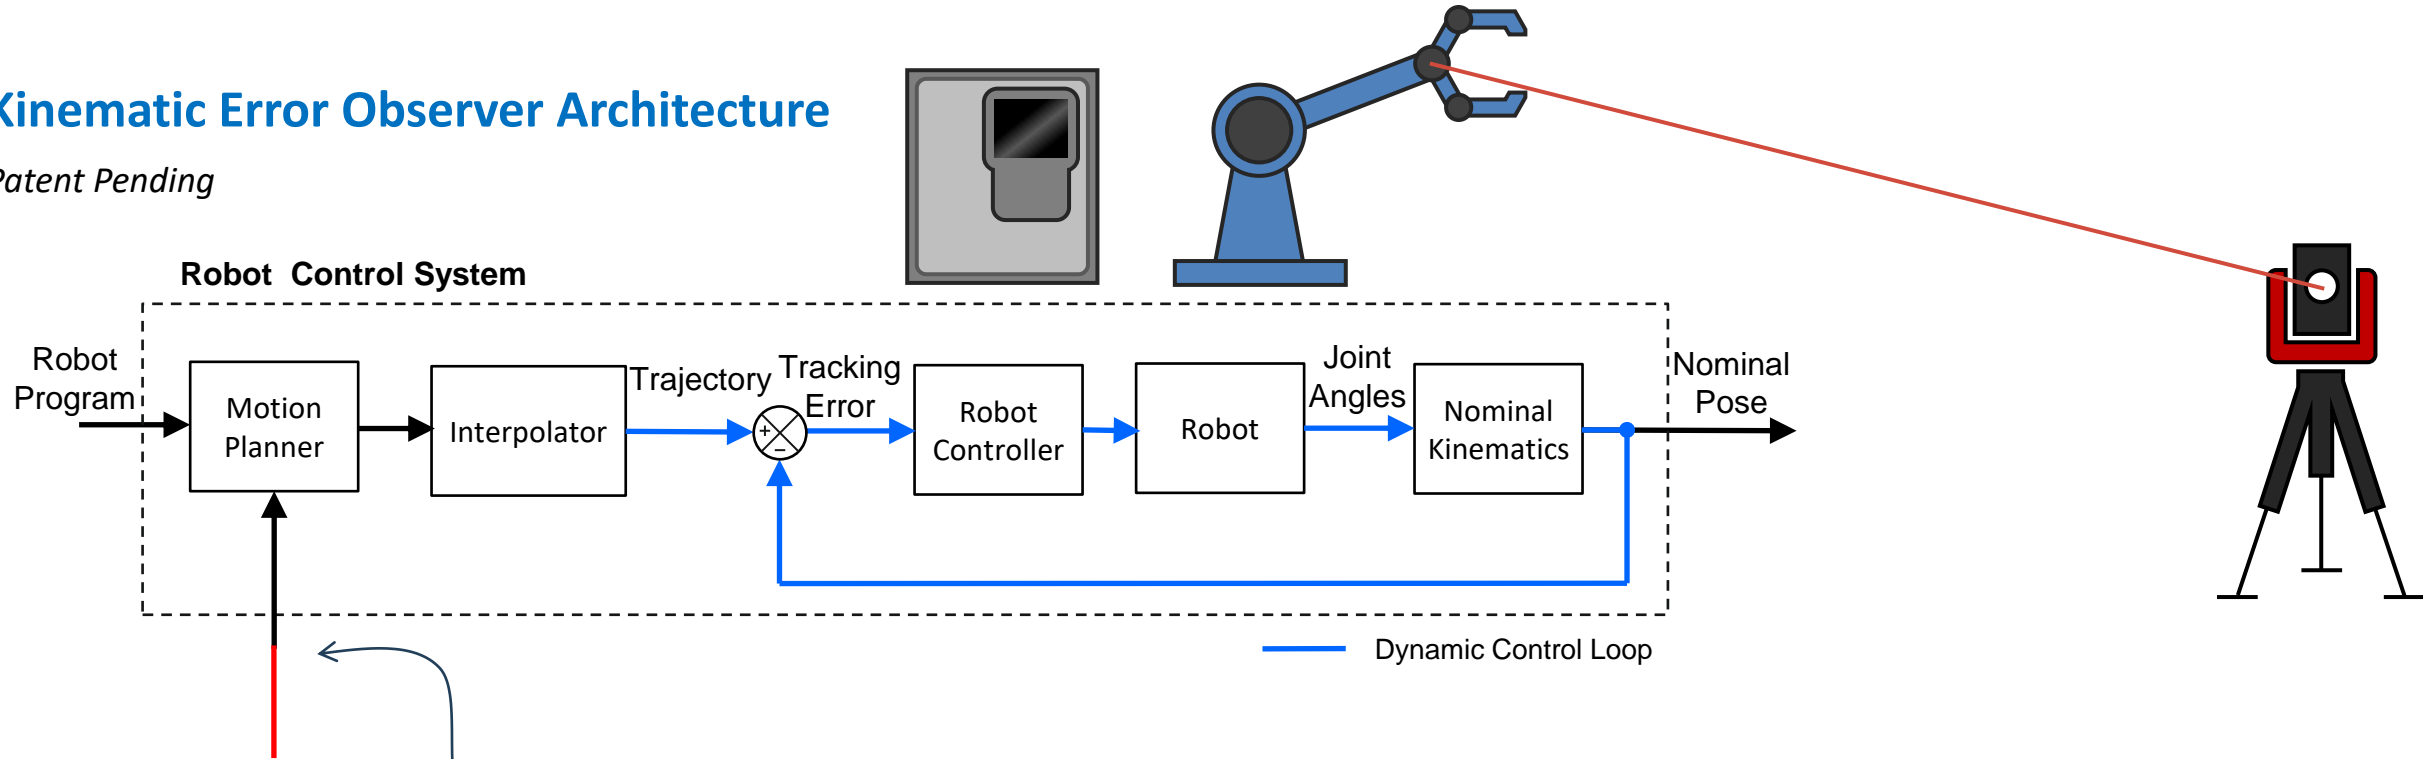 Kinematic Error Observer Architecture
Patent Pending
Robot Control System
Robot
Program
Motion
Planner
Interpolator
Trajectory
Tracking
Error
+
−
Robot
Controller
Robot
Joint
Angles
Nominal
Kinematics
Nominal
Pose
Dynamic Control Loop